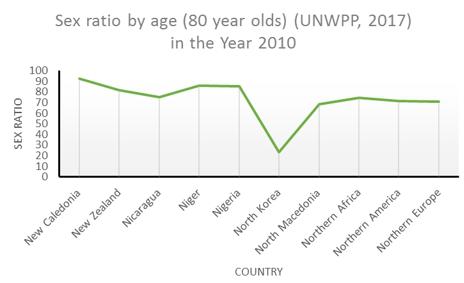 Sex ratio by age (80 year olds) (UNWPP, 2017)
in the Year 2010
SEX RATIO
100
90
80
70
60
50
40
30
20
10
0
New Caledonia
New Zealand
Nicaragua
Niger
Nigeria
North Korea
North Macedonia
Northern Africa
Northern America
Northern Europe
COUNTRY